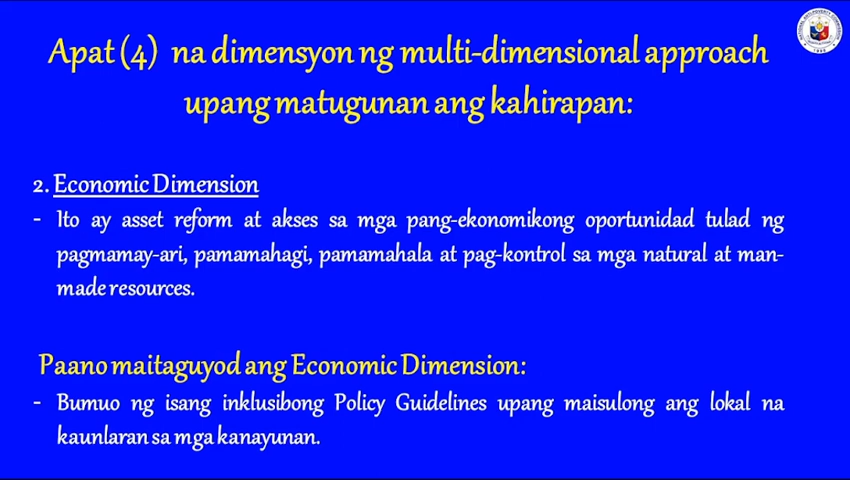 Apat (4) na dimensyon ng multi-dimensional approach
upang matugunan ang kahirapan:
2. Economic Dimension
- Ito ay asset reform at akses sa mga pang-ekonomikong oportunidad tulad ng
pagmamay-ari, pamamahagi, pamamahala at pag-kontrol sa mga natural at man-
made resources.
Paano maitaguyod ang Economic Dimension:
- Bumuo ng isang inklusibong Policy Guidelines upang maisulong ang lokal na
kaunlaran sa mga kanayunan.